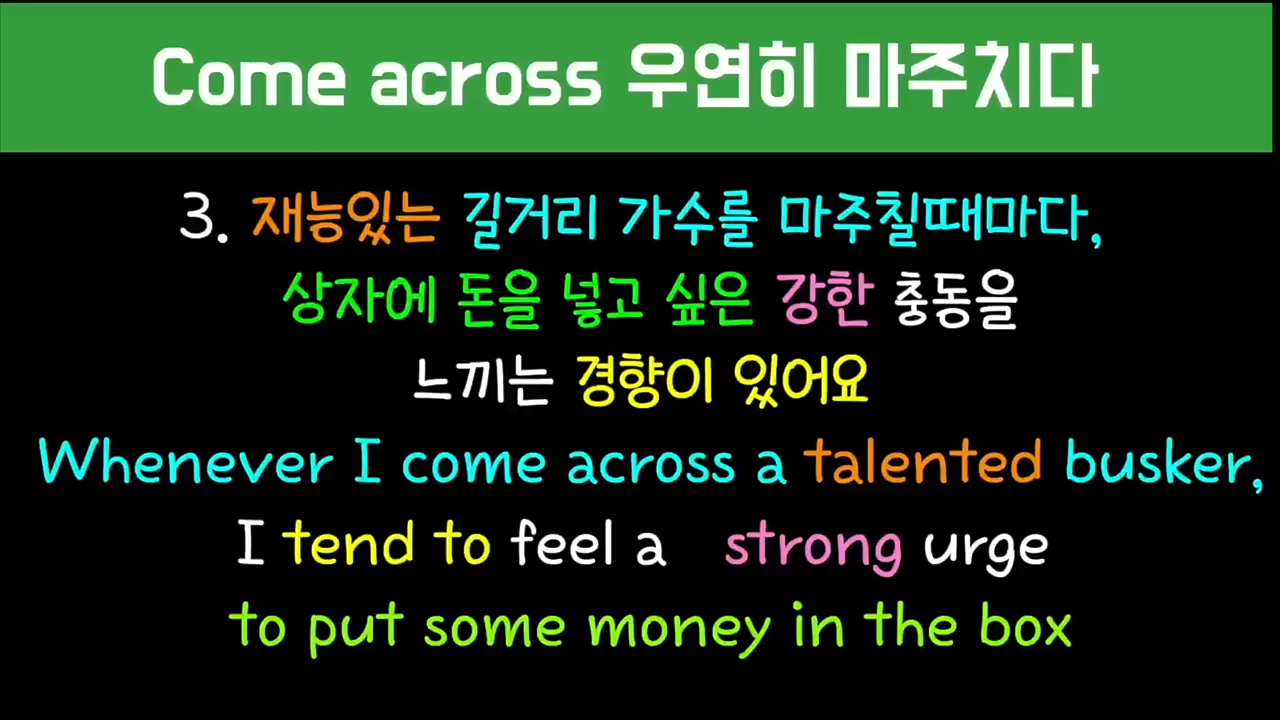 Come across 우연히 마주치다
3. 재능있는 길거리 가수를 마주칠때마다,
상자에 돈을 넣고 싶은 강한 충동을
느끼는 경향이 있어요
Whenever I come across a talented busker,
I tend to feel a strong urge
to put some money in the box